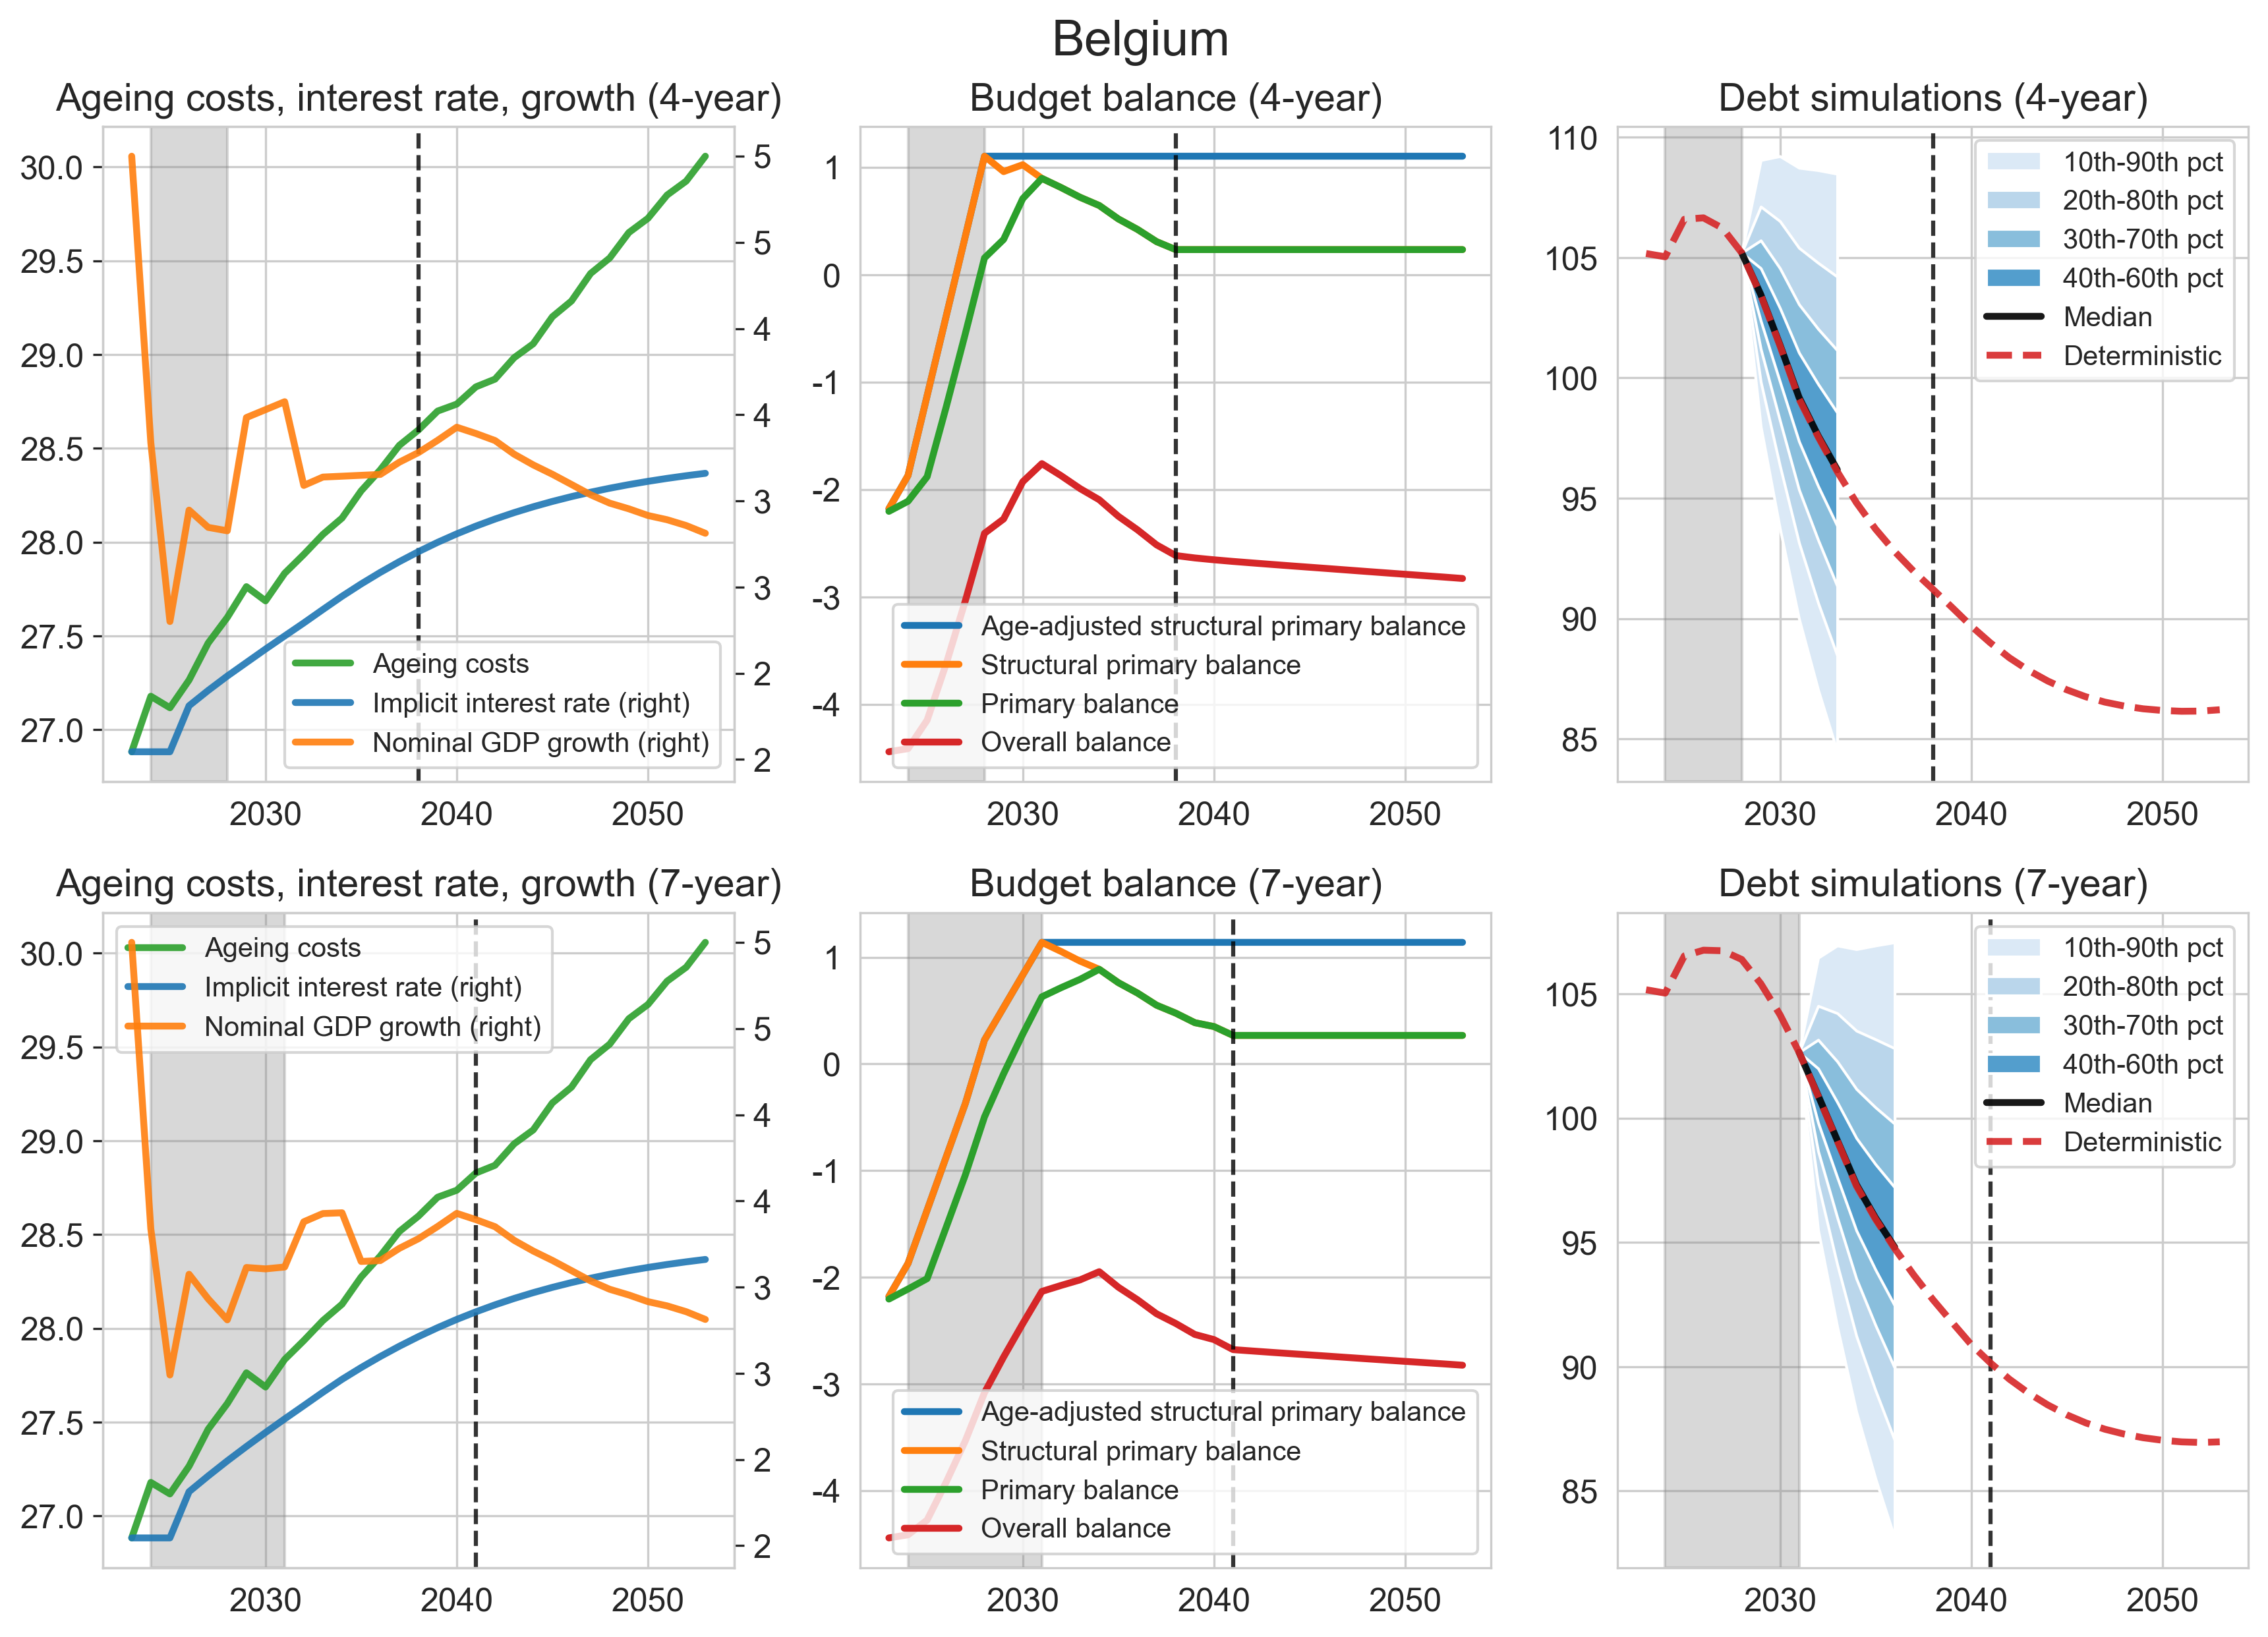 Belgium
Ageing costs, interest rate, growth (4-year)
30.0
29.5
29.0
28.5
28.0
27.5
27.0
5
5
4
4
3
3
2
2
Ageing costs
Implicit interest rate (right)
Nominal GDP growth (right)
2030
2040
2050
Budget balance (4-year)
1
0
-1
-2
-3
-4
Age-adjusted structural primary balance
Structural primary balance
Primary balance
Overall balance
2030
2040
2050
Debt simulations (4-year)
110
105
100
95
90
85
10th-90th pct
20th-80th pct
30th-70th pct
40th-60th pct
Median
Deterministic
2030
2040
2050
Ageing costs, interest rate, growth (7-year)
30.0
29.5
29.0
28.5
28.0
27.5
27.0
5
5
4
4
3
3
2
2
Ageing costs
Implicit interest rate (right)
Nominal GDP growth (right)
2030
2040
2050
Budget balance (7-year)
1
0
-1
-2
-3
-4
Age-adjusted structural primary balance
Structural primary balance
Primary balance
Overall balance
2030
2040
2050
Debt simulations (7-year)
105
100
95
90
85
10th-90th pct
20th-80th pct
30th-70th pct
40th-60th pct
Median
Deterministic
2030
2040
2050